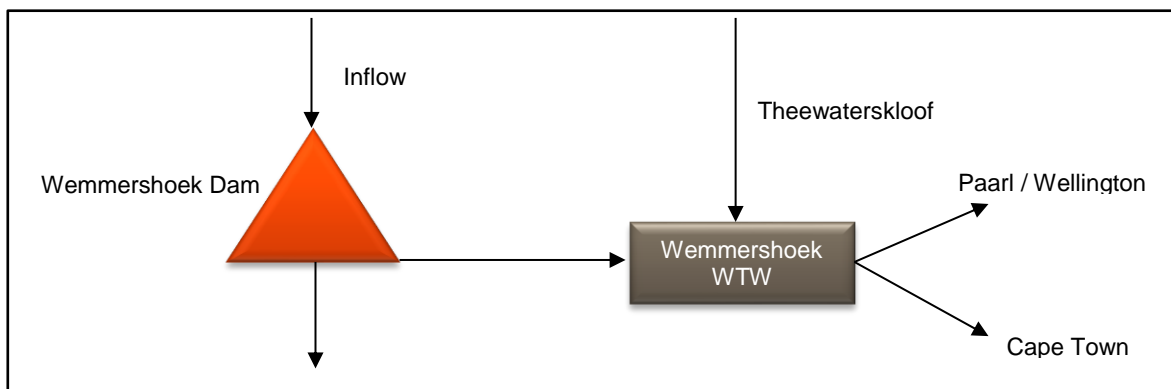 Inflow
Theewaterskloof
Wemmershoek Dam
Paarl / Wellington
Wemmershoek
WTW
Cape Town